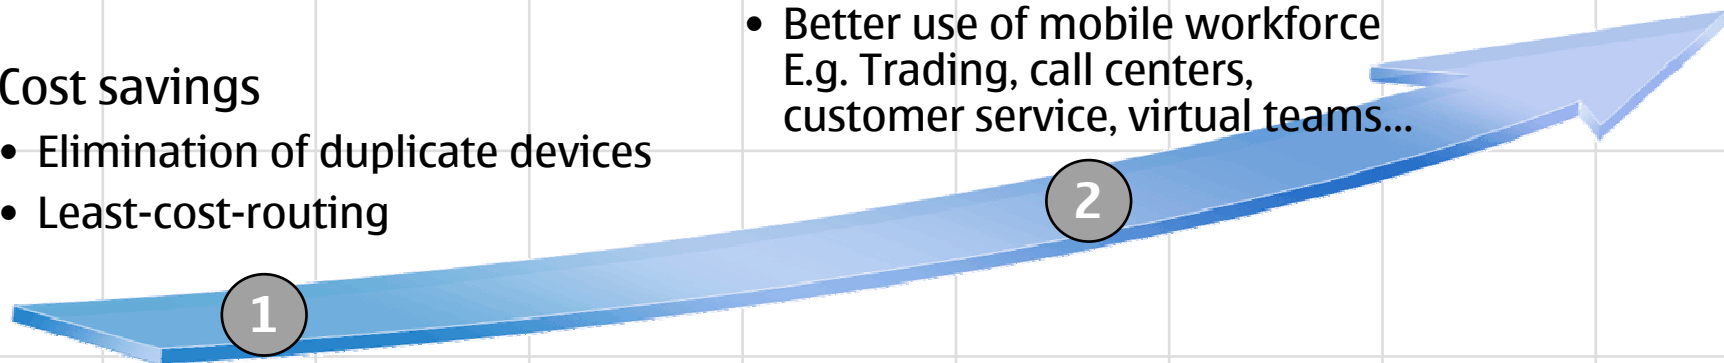 Cost savings
• Elimination of duplicate devices
• Least-cost-routing
• Better use of mobile workforce
E.g. Trading, call centers,
customer service, virtual teams...
1
2